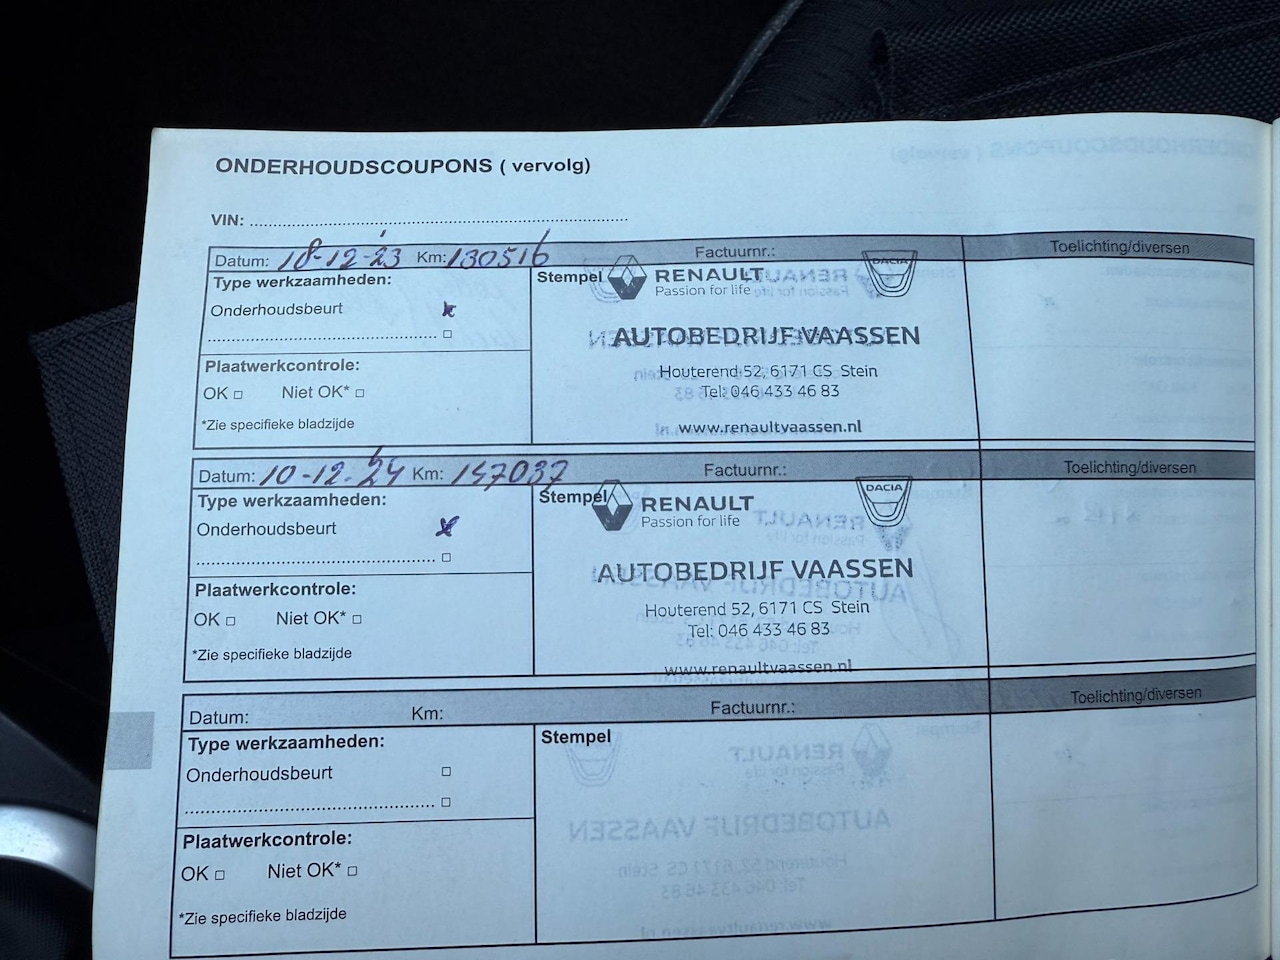 ONDERHOUDSCOUPONS ( vervolg)
VIN:
Datum: 18-12-'23 Km: 130516 Factuurnr.: Toelichting/diversen
Type werkzaamheden:
Onderhoudsbeurt
Plaatwerkcontrole:
OK □ Niet OK* □
*Zie specifieke bladzijde
Stempel
RENAULT
Passion for life
DACIA
AUTOBEDRIJF VAASSEN
Houterend 52, 6171 CS Stein
Tel: 046 433 46 83
www.renaultvaassen.nl
Datum: 10-12-'24 Km: 147037 Factuurnr.: Toelichting/diversen
Type werkzaamheden:
Onderhoudsbeurt
Plaatwerkcontrole:
OK □ Niet OK* □
*Zie specifieke bladzijde
Stempel
RENAULT
Passion for life
DACIA
AUTOBEDRIJF VAASSEN
Houterend 52, 6171 CS Stein
Tel: 046 433 46 83
www.renaultvaassen.nl
Datum: Km: Factuurnr.: Toelichting/diversen
Type werkzaamheden:
Onderhoudsbeurt □
Plaatwerkcontrole:
OK □ Niet OK* □
*Zie specifieke bladzijde
Stempel